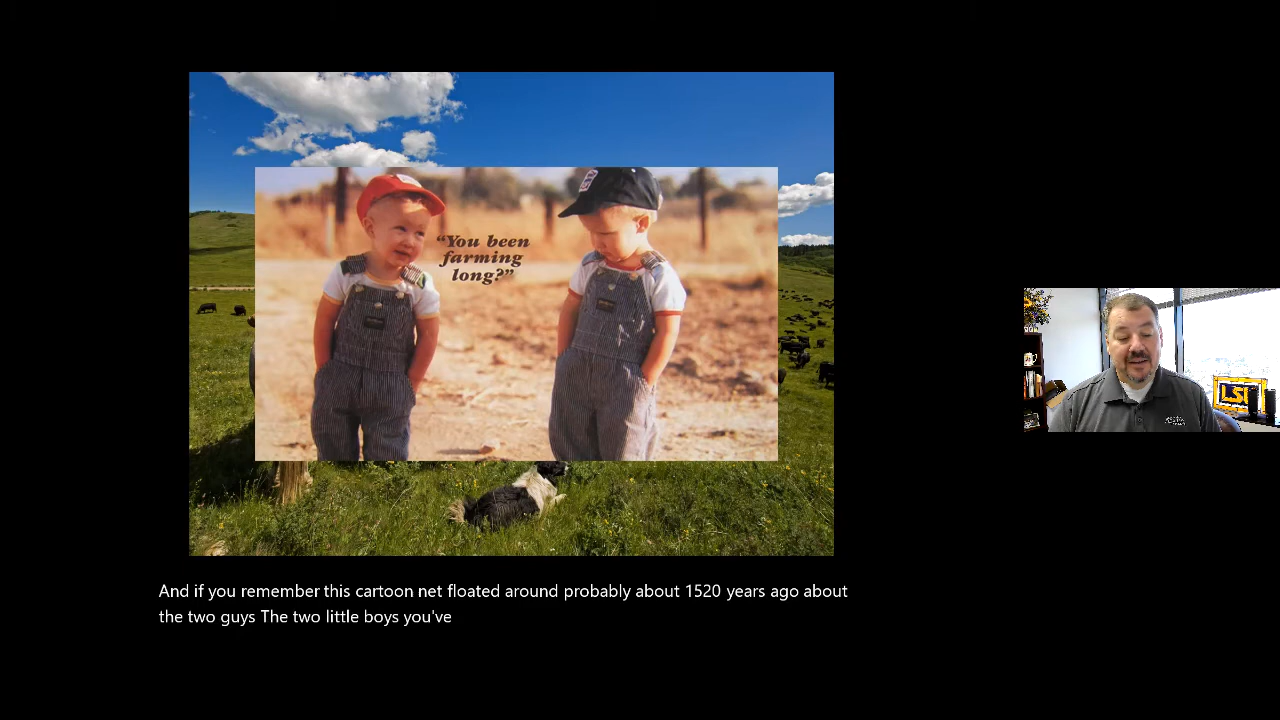 “You been
farming
long?”
LSU
And if you remember this cartoon net floated around probably about 1520 years ago about
the two guys The two little boys you've